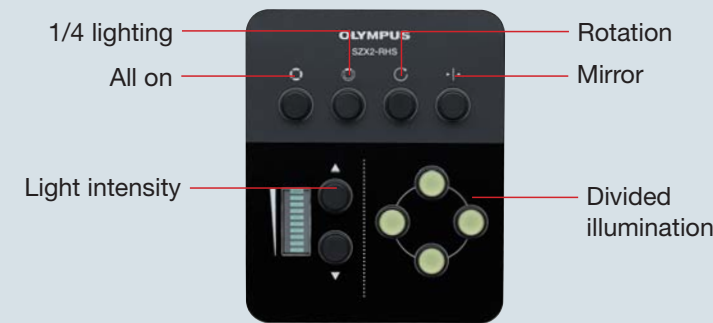 1/4 lighting
OLYMPUS
Rotation
SZX2-RHS
All on
Mirror
Light intensity
Divided
illumination